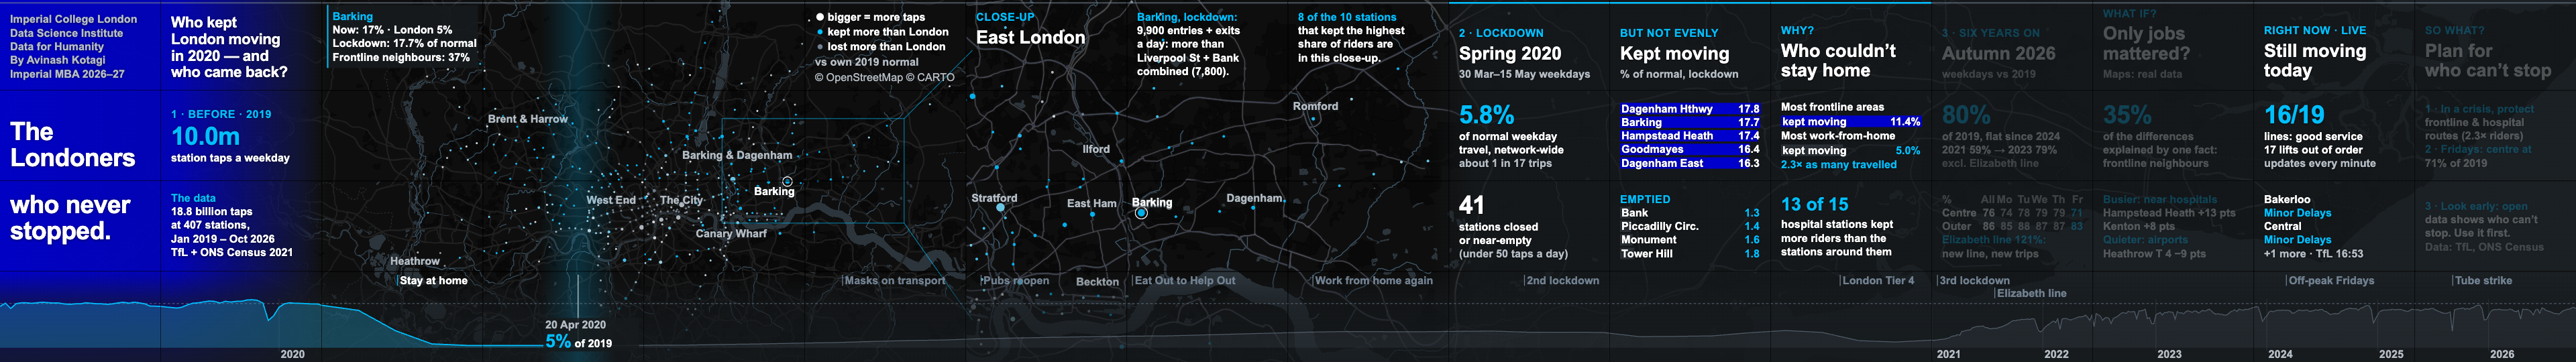 Imperial College London
Data Science Institute
Data for Humanity
By Avinash Kotagi
Imperial MBA 2026–27
The
Londoners
who never
stopped.
Who kept
London moving
in 2020 — and
who came back?
1 · BEFORE · 2019
10.0m
station taps a weekday
The data
18.8 billion taps
at 407 stations,
Jan 2019 – Oct 2026
TfL + ONS Census 2021
Barking
Now: 17% · London 5%
Lockdown: 17.7% of normal
Frontline neighbours: 37%
bigger = more taps
kept more than London
lost more than London
vs own 2019 normal
© OpenStreetMap © CARTO
Brent & Harrow
Barking & Dagenham
Barking
West End
The City
Canary Wharf
Heathrow
CLOSE-UP
East London
Barking, lockdown:
9,900 entries + exits
a day: more than
Liverpool St + Bank
combined (7,800).
8 of the 10 stations
that kept the highest
share of riders are
in this close-up.
Romford
Ilford
Stratford
East Ham
Barking
Dagenham
Beckton
2 · LOCKDOWN
Spring 2020
30 Mar–15 May weekdays
5.8%
of normal weekday
travel, network-wide
about 1 in 17 trips
41
stations closed
or near-empty
(under 50 taps a day)
BUT NOT EVENLY
Kept moving
% of normal, lockdown
Dagenham Hthwy 17.8
Barking 17.7
Hampstead Heath 17.4
Goodmayes 16.4
Dagenham East 16.3
EMPTIED
Bank 1.3
Piccadilly Circ. 1.4
Monument 1.6
Tower Hill 1.8
WHY?
Who couldn’t
stay home
Most frontline areas
kept moving 11.4%
Most work-from-home
kept moving 5.0%
2.3× as many travelled
13 of 15
hospital stations kept
more riders than the
stations around them
3 · SIX YEARS ON
Autumn 2026
weekdays vs 2019
80%
of 2019, flat since 2024
2021 59% → 2023 79%
excl. Elizabeth line
% All Mo Tu We Th Fr
Centre 76 74 78 79 79 71
Outer 86 85 88 87 87 83
Elizabeth line 121%:
new line, new trips
WHAT IF?
Only jobs
mattered?
Maps: real data
35%
of the differences
explained by one fact:
frontline neighbours
Busier: near hospitals
Hampstead Heath +13 pts
Kenton +8 pts
Quieter: airports
Heathrow T 4 −9 pts
RIGHT NOW · LIVE
Still moving
today
16/19
lines: good service
17 lifts out of order
updates every minute
Bakerloo
Minor Delays
Central
Minor Delays
+1 more · TfL 16:53
SO WHAT?
Plan for
who can’t stop
1 · In a crisis, protect
frontline & hospital
routes (2.3× riders)
2 · Fridays: centre at
71% of 2019
3 · Look early: open
data shows who can’t
stop. Use it first.
Data: TfL, ONS Census
Stay at home
Masks on transport
Pubs reopen
Eat Out to Help Out
Work from home again
2nd lockdown
London Tier 4
3rd lockdown
Elizabeth line
Off-peak Fridays
Tube strike
20 Apr 2020
5% of 2019
2020
2021
2022
2023
2024
2025
2026